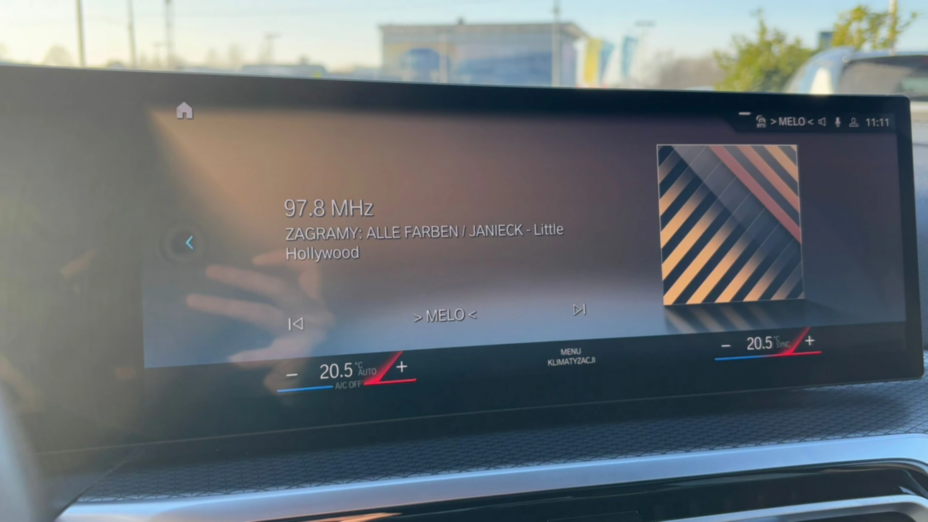 > MELO < 11:11
97.8 MHz
ZAGRAMY: ALLE FARBEN / JANIECK - Little
Hollywood
> MELO <
− 20.5 °C AUTO +
A/C OFF
MENU
KLIMATYZACJI
− 20.5 °C SYNC +